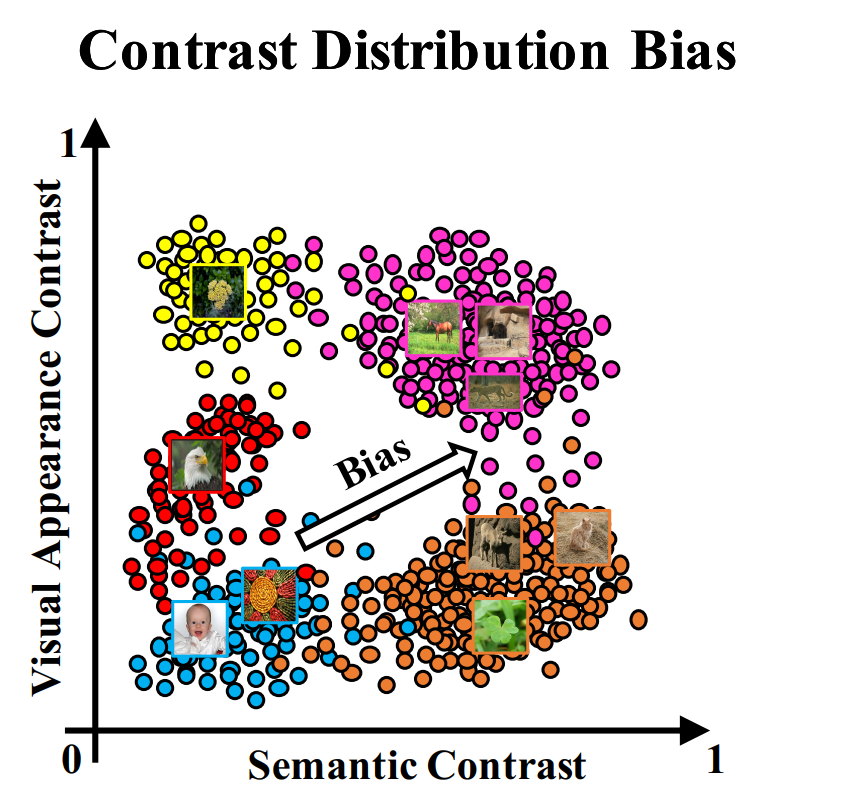 Contrast Distribution Bias
1
Visual Appearance Contrast
Bias
0
Semantic Contrast
1